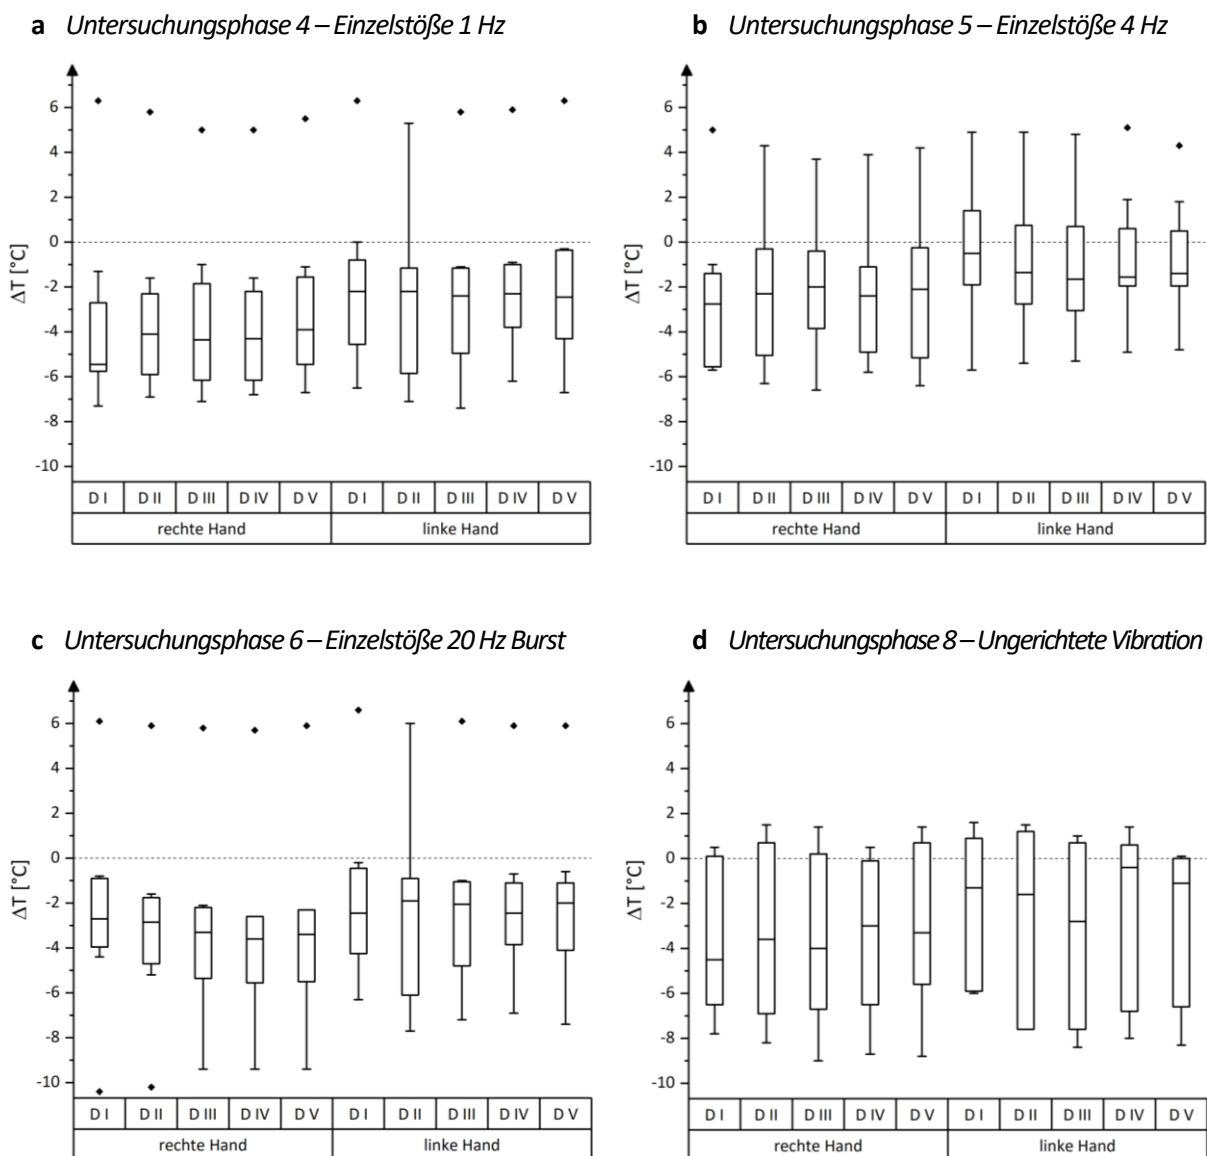 a Untersuchungsphase 4 – Einzelstöße 1 Hz
6
4
2
0
-2
-4
-6
-8
-10
ΔT [°C]
D I D II D III D IV D V D I D II D III D IV D V
rechte Hand linke Hand
b Untersuchungsphase 5 – Einzelstöße 4 Hz
6
4
2
0
-2
-4
-6
-8
-10
ΔT [°C]
D I D II D III D IV D V D I D II D III D IV D V
rechte Hand linke Hand
c Untersuchungsphase 6 – Einzelstöße 20 Hz Burst
6
4
2
0
-2
-4
-6
-8
-10
ΔT [°C]
D I D II D III D IV D V D I D II D III D IV D V
rechte Hand linke Hand
d Untersuchungsphase 8 – Ungerichtete Vibration
6
4
2
0
-2
-4
-6
-8
-10
ΔT [°C]
D I D II D III D IV D V D I D II D III D IV D V
rechte Hand linke Hand